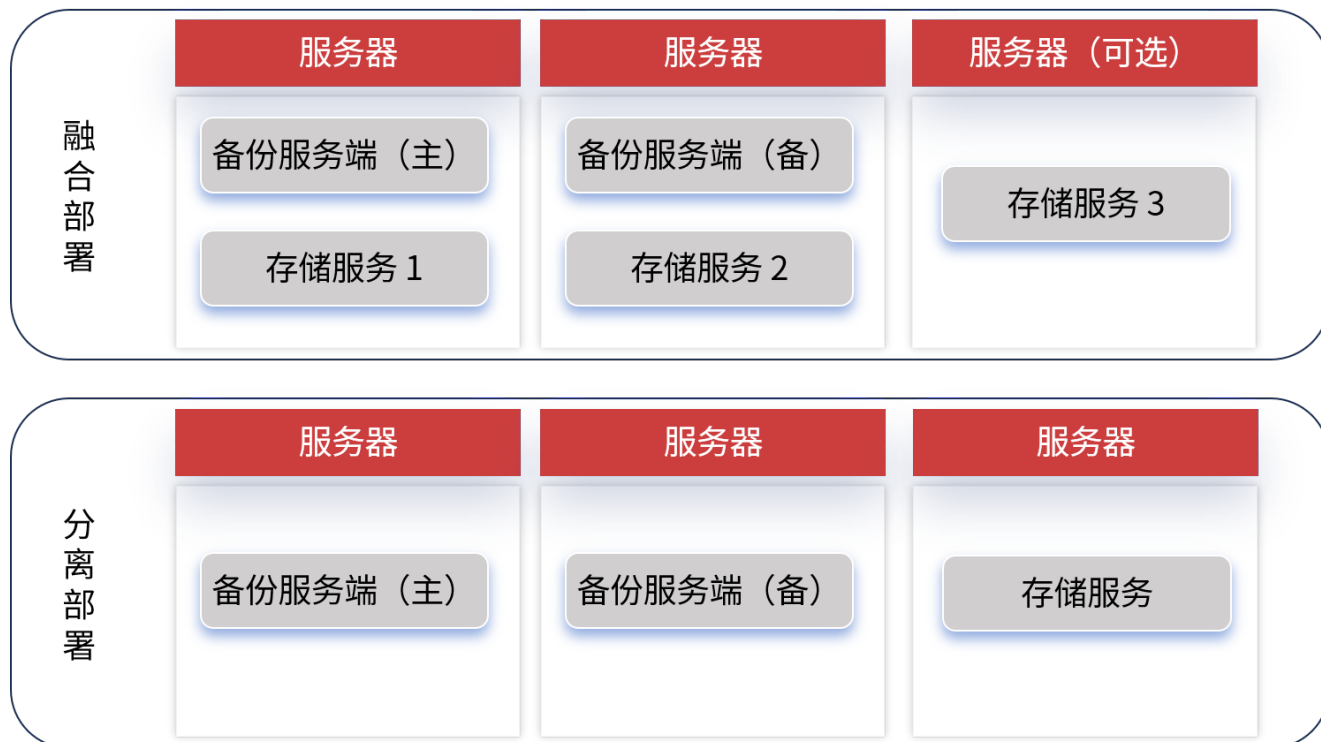 融合部署
服务器
服务器
服务器（可选）
备份服务端（主）
备份服务端（备）
存储服务 3
存储服务 1
存储服务 2
分离部署
服务器
服务器
服务器
备份服务端（主）
备份服务端（备）
存储服务